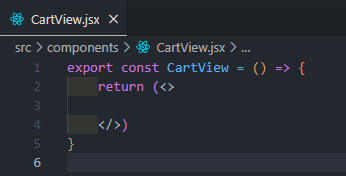 CartView.jsx ×
src > components > CartView.jsx > ...
1 export const CartView = () => {
2     return (<>
3
4     </>)
5 }
6